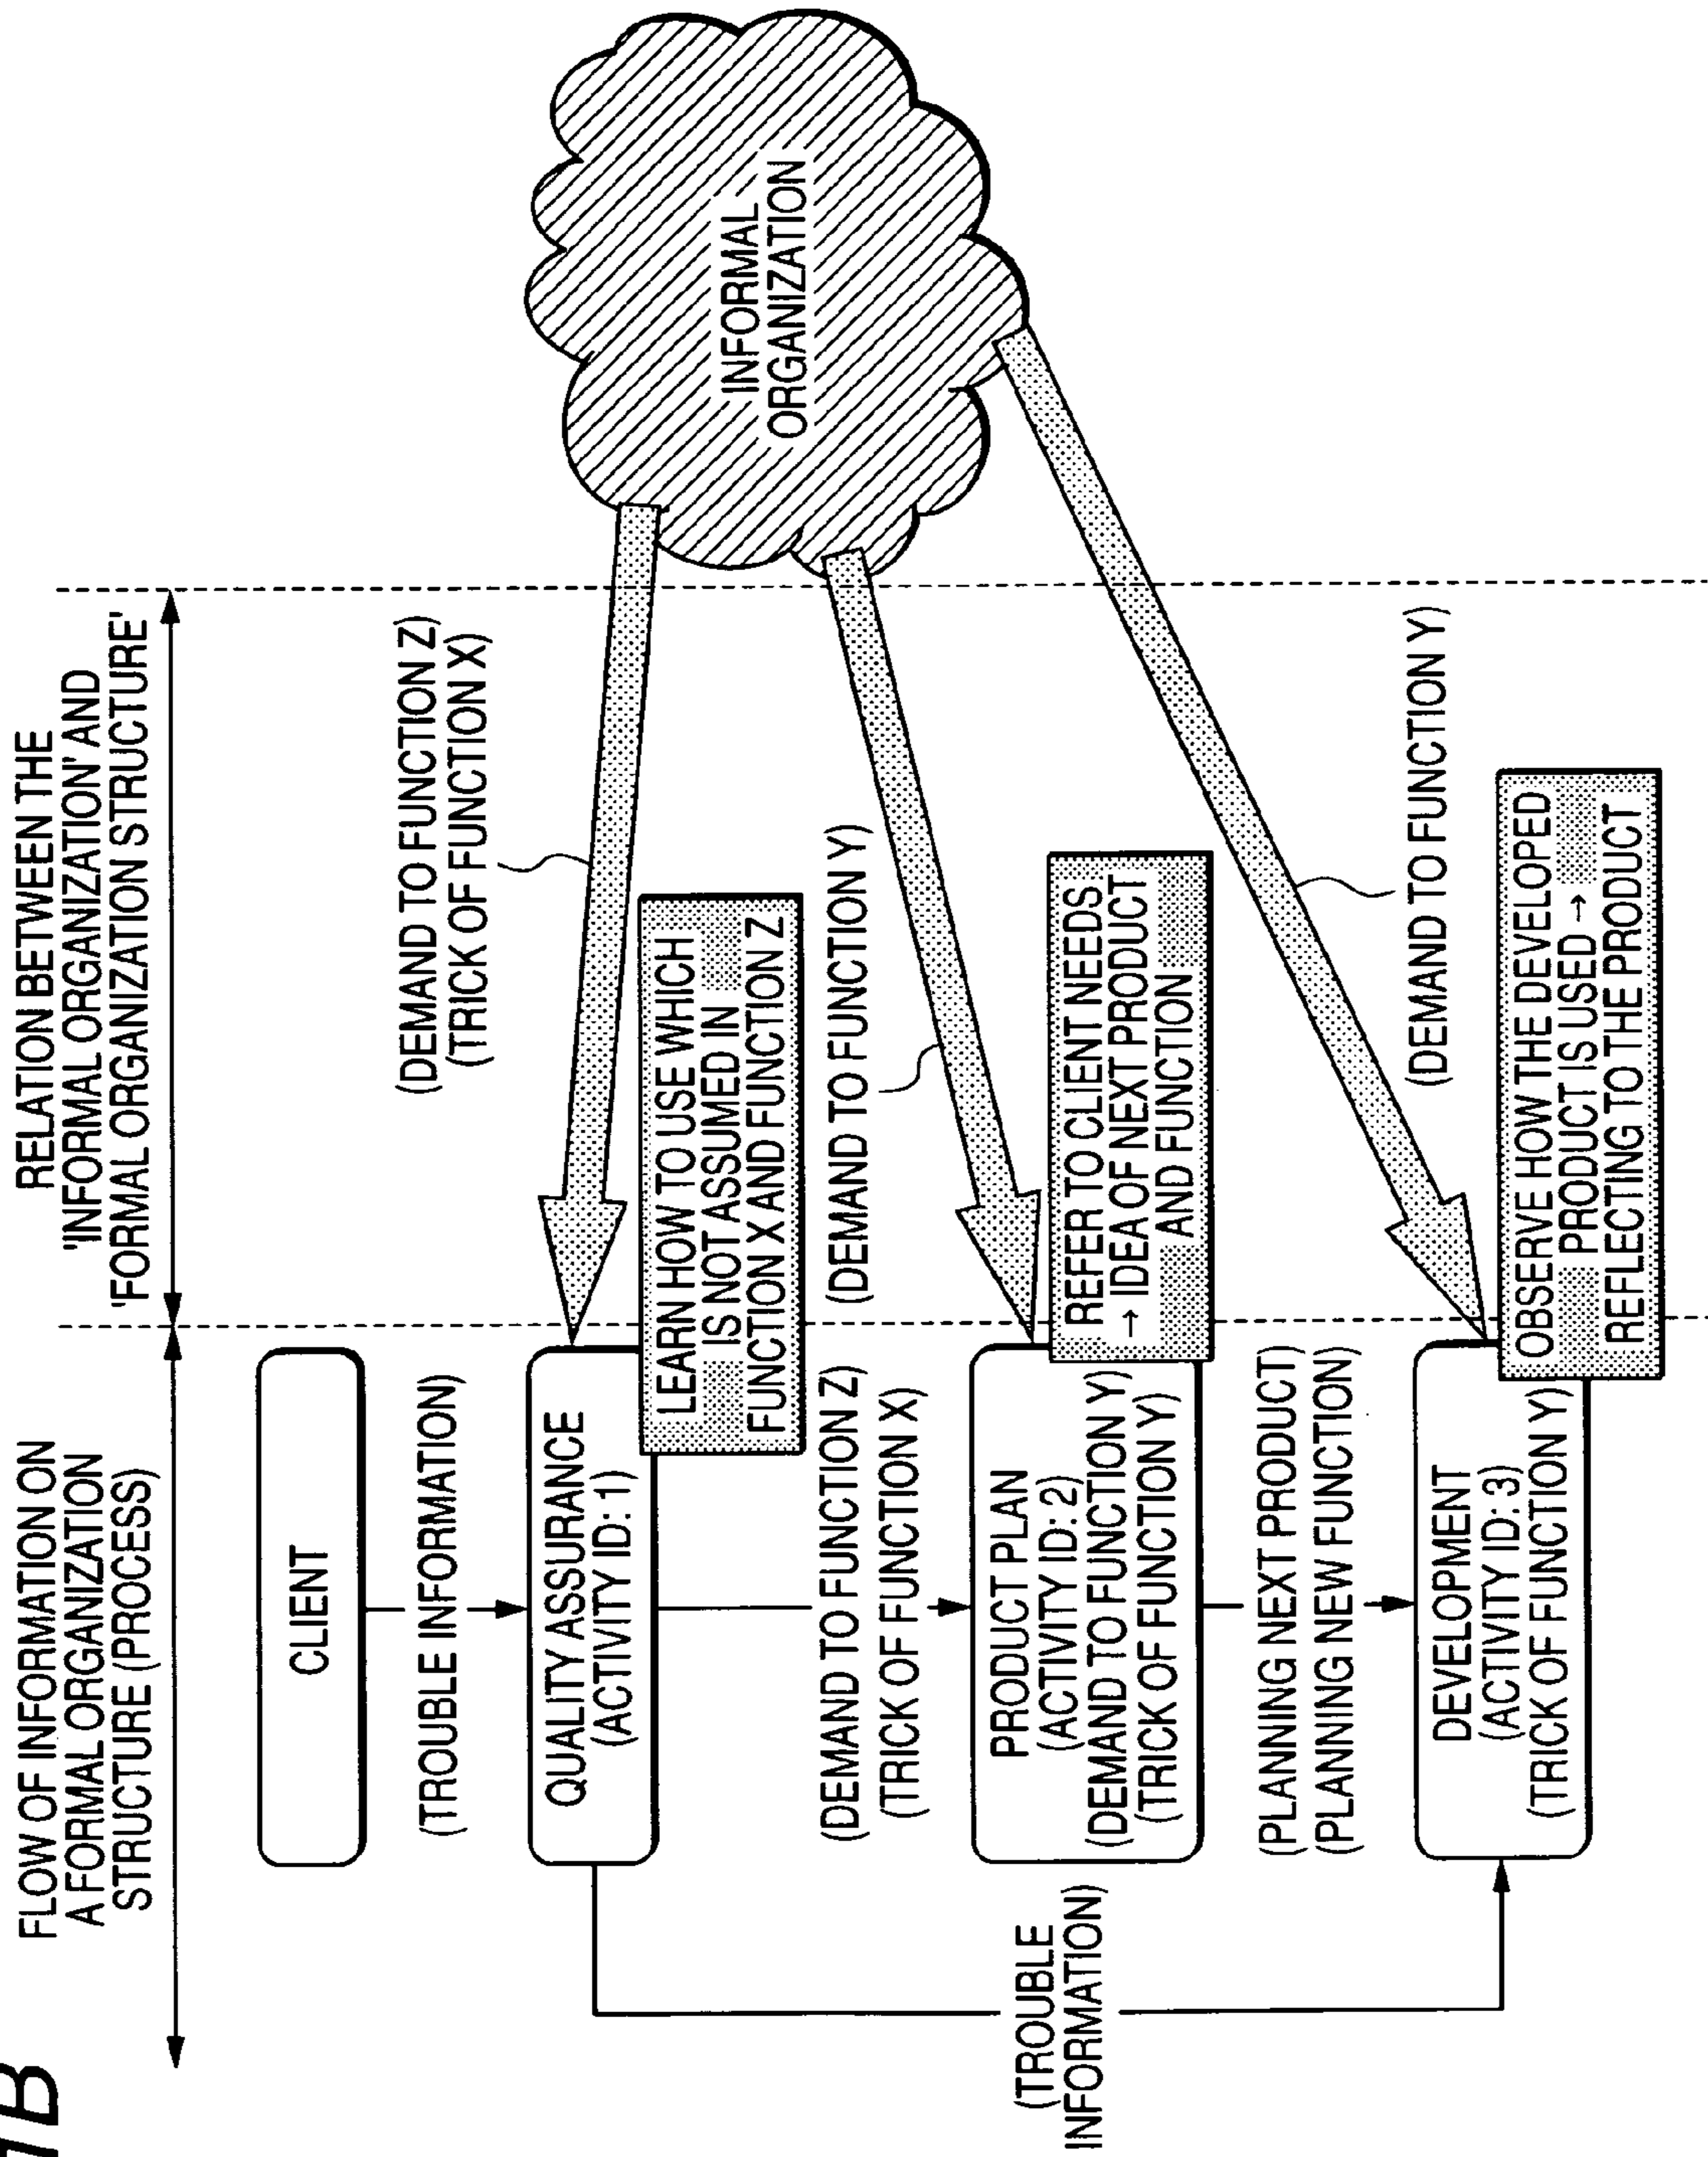 1B
FLOW OF INFORMATION ON
A FORMAL ORGANIZATION
STRUCTURE (PROCESS)
RELATION BETWEEN THE
'INFORMAL ORGANIZATION' AND
'FORMAL ORGANIZATION STRUCTURE'
CLIENT
(TROUBLE INFORMATION)
QUALITY ASSURANCE
(ACTIVITY ID: 1)
LEARN HOW TO USE WHICH
IS NOT ASSUMED IN
FUNCTION X AND FUNCTION Z
(DEMAND TO FUNCTION Z)
(TRICK OF FUNCTION X)
INFORMAL
ORGANIZATION
(DEMAND TO FUNCTION Z)
(TRICK OF FUNCTION X)
(DEMAND TO FUNCTION Y)
(TROUBLE
INFORMATION)
PRODUCT PLAN
(ACTIVITY ID: 2)
(DEMAND TO FUNCTION Y)
(TRICK OF FUNCTION Y)
REFER TO CLIENT NEEDS
→ IDEA OF NEXT PRODUCT
AND FUNCTION
(PLANNING NEXT PRODUCT)
(PLANNING NEW FUNCTION)
(DEMAND TO FUNCTION Y)
DEVELOPMENT
(ACTIVITY ID: 3)
(TRICK OF FUNCTION Y)
OBSERVE HOW THE DEVELOPED
PRODUCT IS USED →
REFLECTING TO THE PRODUCT